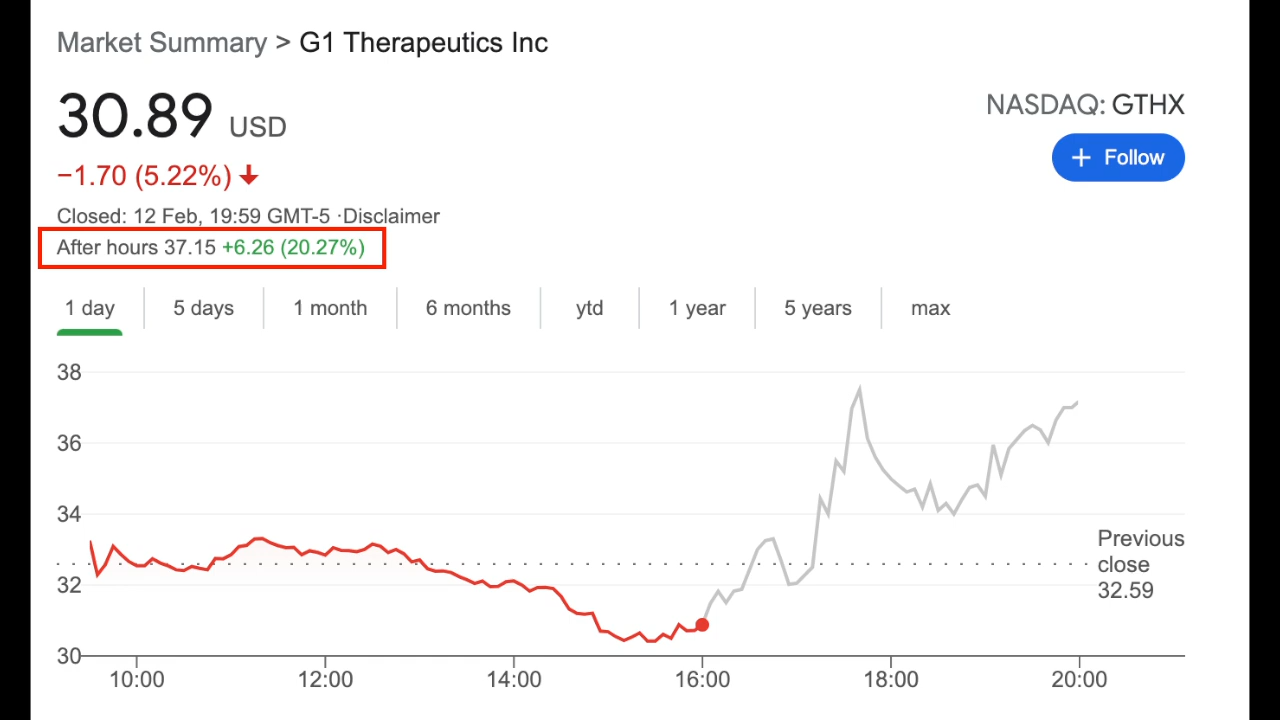 Market Summary > G1 Therapeutics Inc
30.89 USD
NASDAQ: GTHX
+ Follow
−1.70 (5.22%)
Closed: 12 Feb, 19:59 GMT-5 ·Disclaimer
After hours 37.15 +6.26 (20.27%)
1 day 5 days 1 month 6 months ytd 1 year 5 years max
38
36
34
32
30
Previous
close
32.59
10:00 12:00 14:00 16:00 18:00 20:00